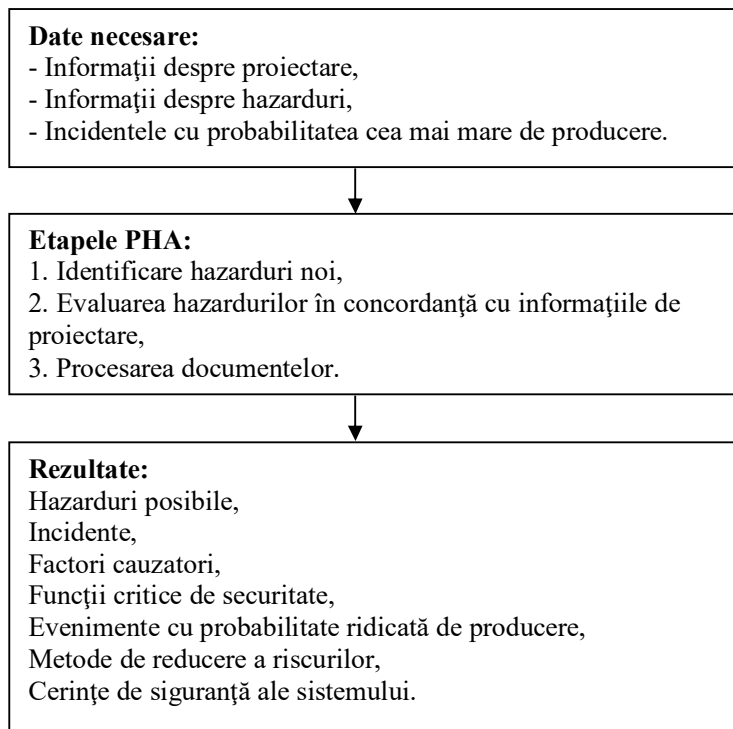 Date necesare:
- Informaţii despre proiectare,
- Informaţii despre hazarduri,
- Incidentele cu probabilitatea cea mai mare de producere.
Etapele PHA:
1. Identificare hazarduri noi,
2. Evaluarea hazardurilor în concordanţă cu informaţiile de
proiectare,
3. Procesarea documentelor.
Rezultate:
Hazarduri posibile,
Incidente,
Factori cauzatori,
Funcţii critice de securitate,
Evenimente cu probabilitate ridicată de producere,
Metode de reducere a riscurilor,
Cerinţe de siguranţă ale sistemului.